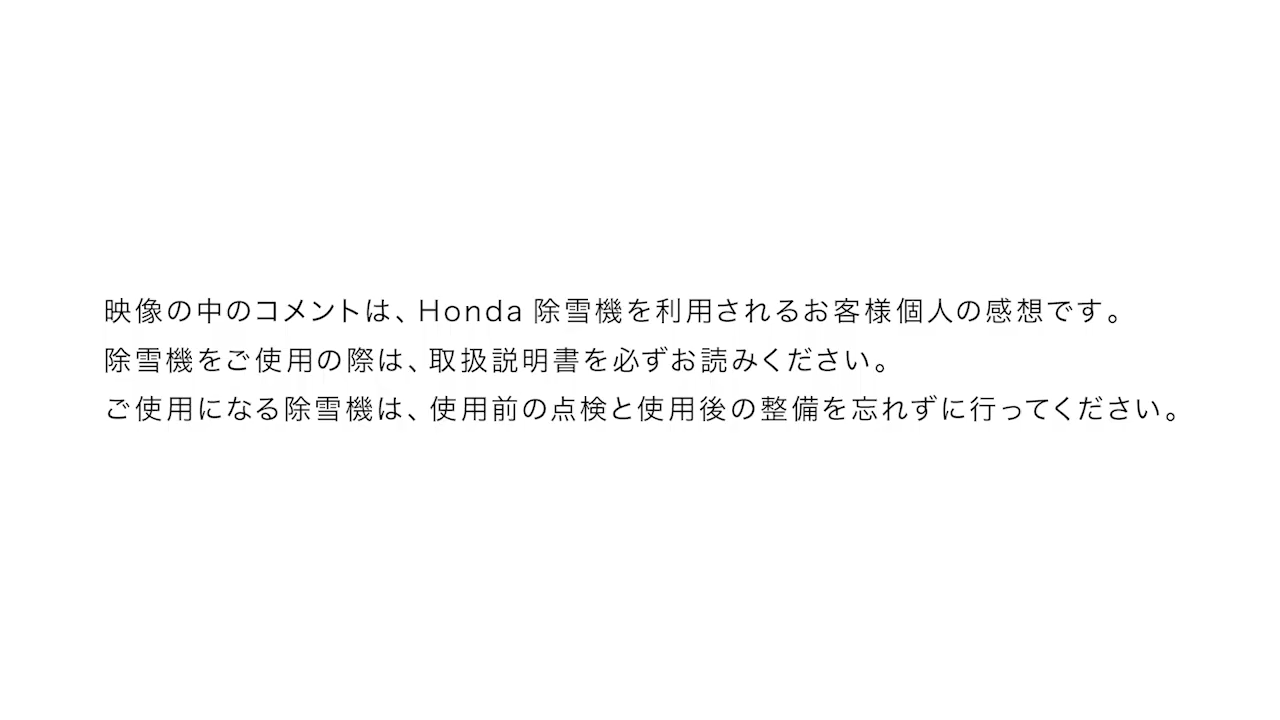 映像の中のコメントは、Honda 除雪機を利用されるお客様個人の感想です。
除雪機をご使用の際は、取扱説明書を必ずお読みください。
ご使用になる除雪機は、使用前の点検と使用後の整備を忘れずに行ってください。